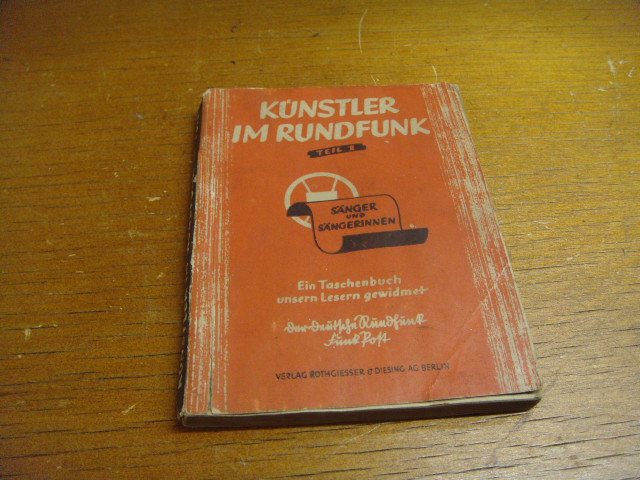 KÜNSTLER
IM RUNDFUNK
TEIL I
SÄNGER
UND
SÄNGERINNEN
Ein Taschenbuch
unsern Lesern gewidmet
Der Deutsche Rundfunk
Funk Post
VERLAG ROTHGIESSER & DIESING AG BERLIN